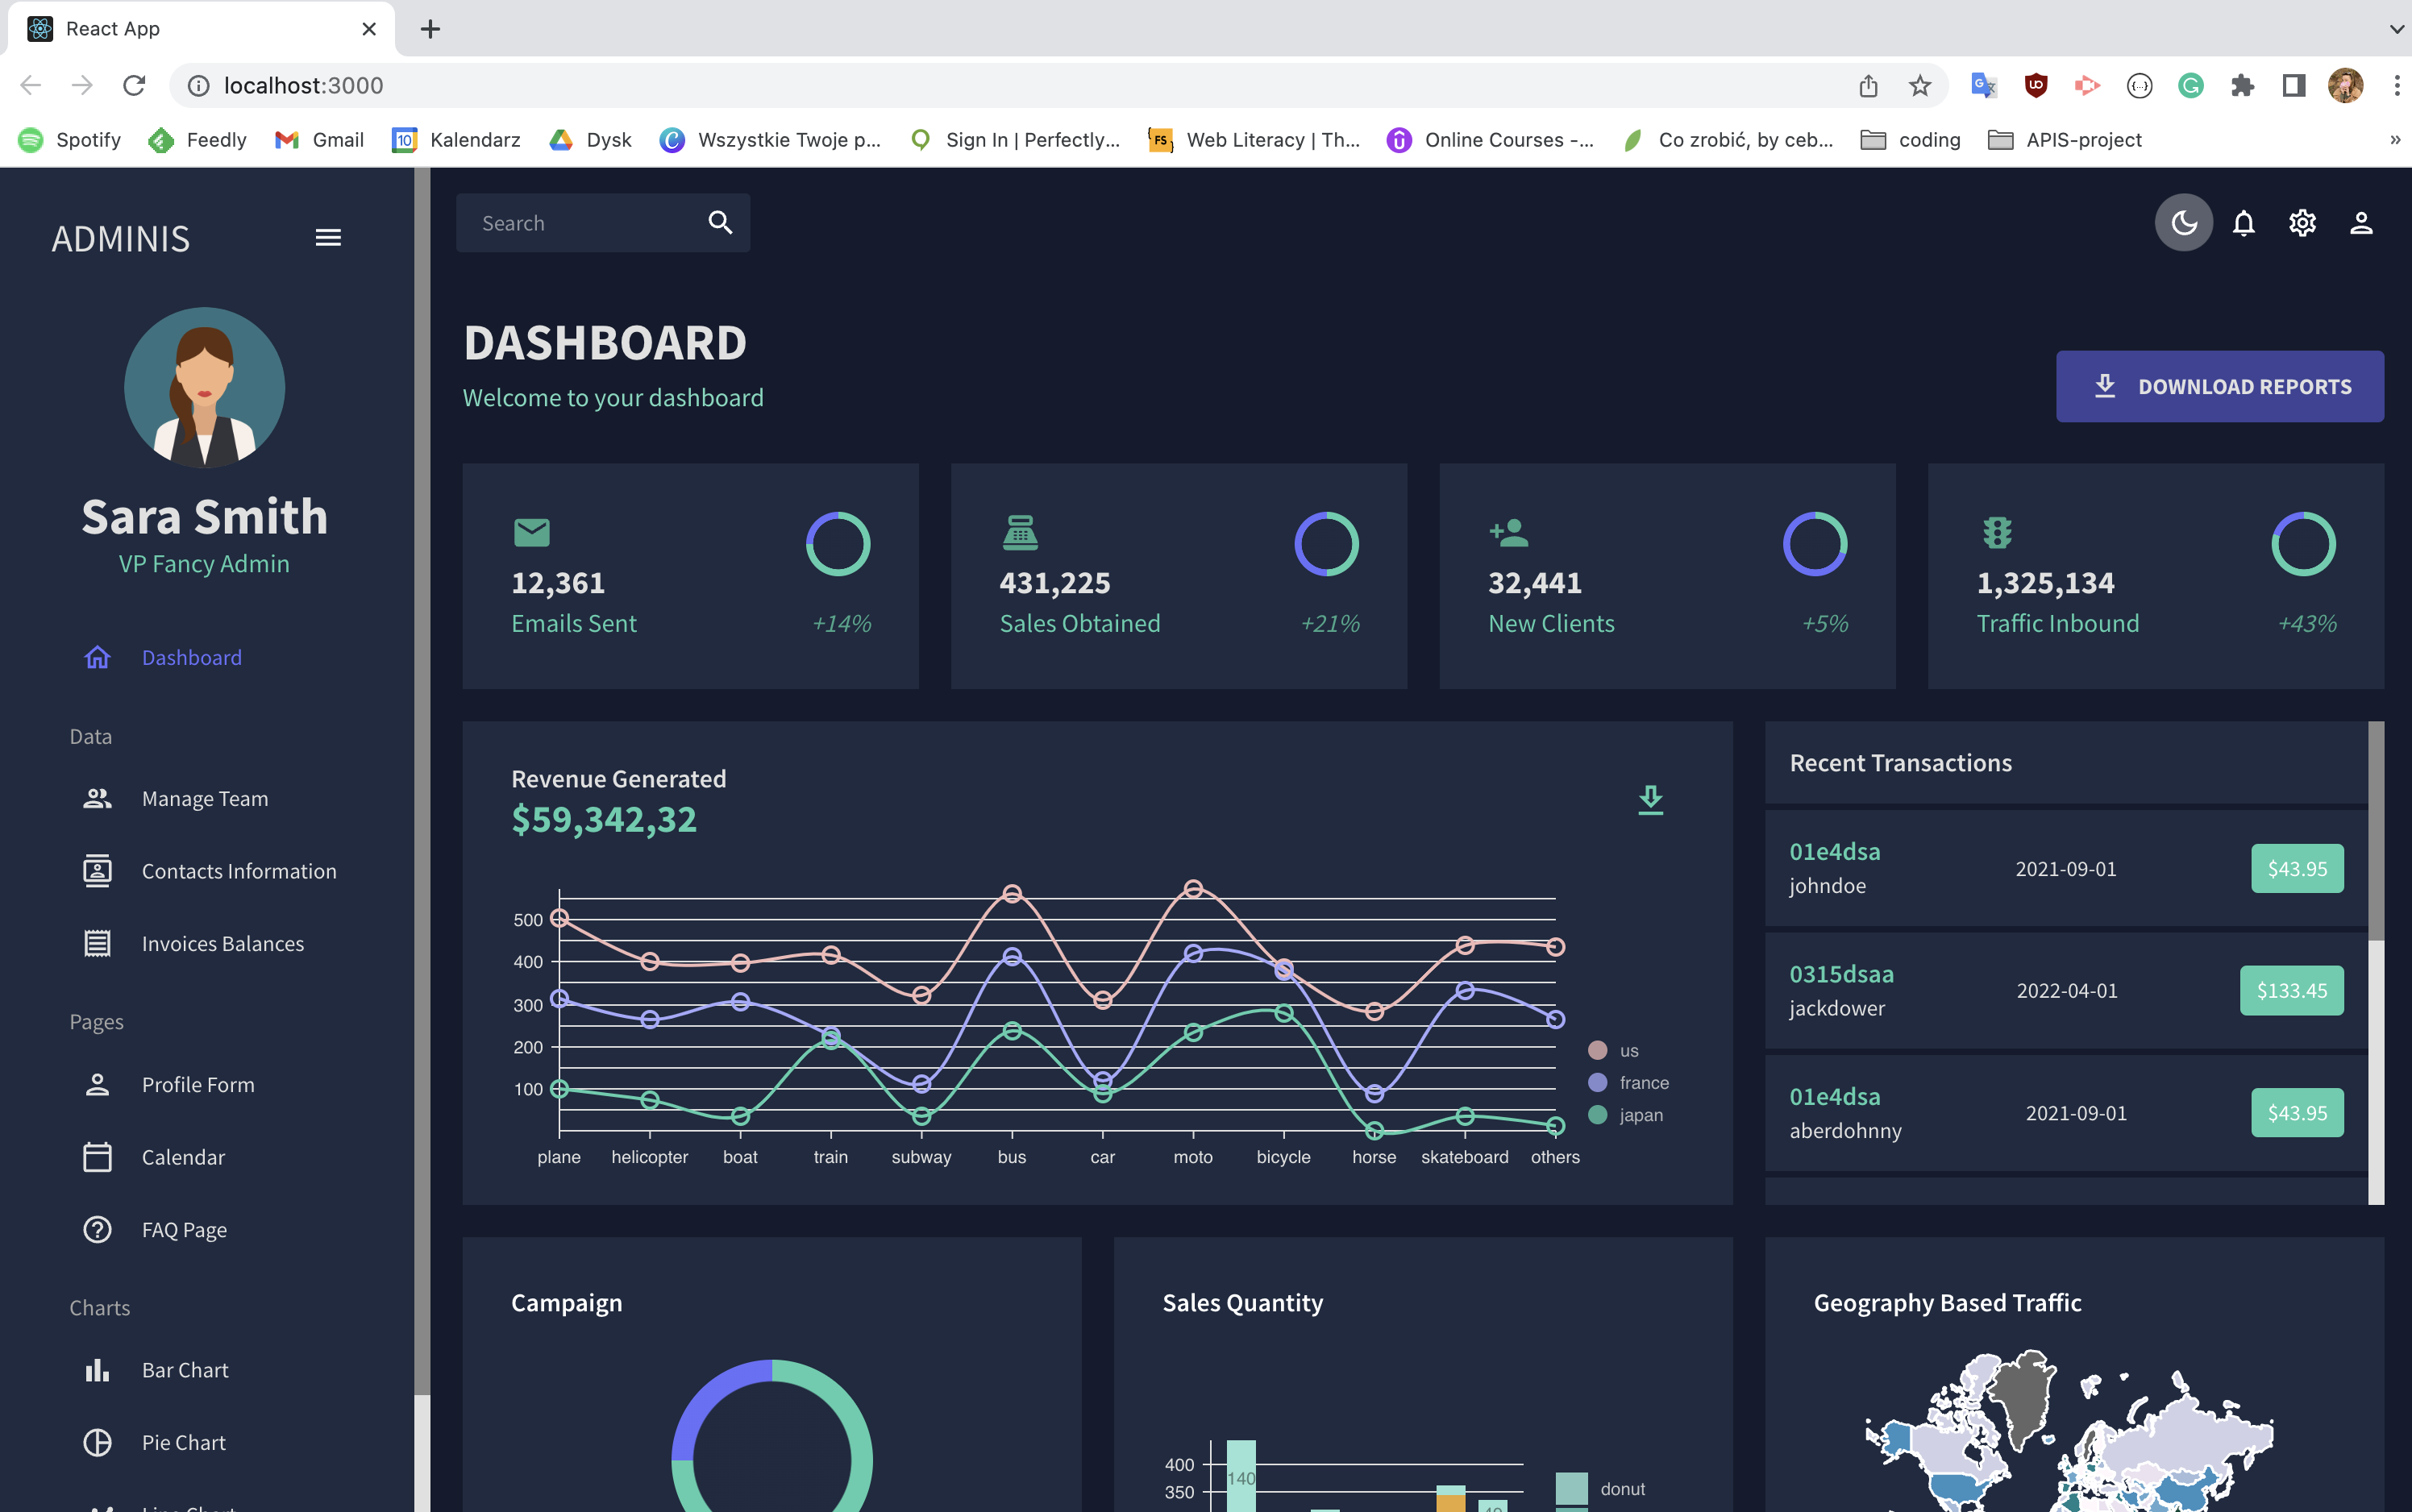 React App
localhost:3000
Spotify
Feedly
Gmail
10
Kalendarz
Dysk
Wszystkie Twoje p...
Sign In | Perfectly...
FS
Web Literacy | Th...
Online Courses -...
Co zrobić, by ceb...
coding
APIS-project
ADMINIS
Sara Smith
VP Fancy Admin
Dashboard
Data
Manage Team
Contacts Information
Invoices Balances
Pages
Profile Form
Calendar
FAQ Page
Charts
Bar Chart
Pie Chart
Search
DASHBOARD
Welcome to your dashboard
DOWNLOAD REPORTS
12,361
Emails Sent
+14%
431,225
Sales Obtained
+21%
32,441
New Clients
+5%
1,325,134
Traffic Inbound
+43%
Revenue Generated
$59,342,32
500
400
300
200
100
plane helicopter boat train subway bus car moto bicycle horse skateboard others
us
france
japan
Recent Transactions
01e4dsa
johndoe
2021-09-01
$43.95
0315dsaa
jackdower
2022-04-01
$133.45
01e4dsa
aberdohnny
2021-09-01
$43.95
Campaign
Sales Quantity
400
350
140
donut
Geography Based Traffic